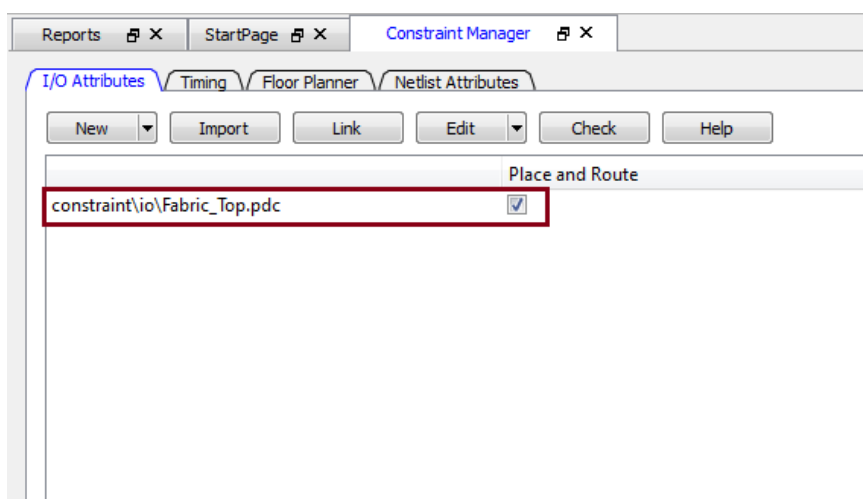 Reports StartPage Constraint Manager
I/O Attributes Timing Floor Planner Netlist Attributes
New Import Link Edit Check Help
Place and Route
constraint\io\Fabric_Top.pdc